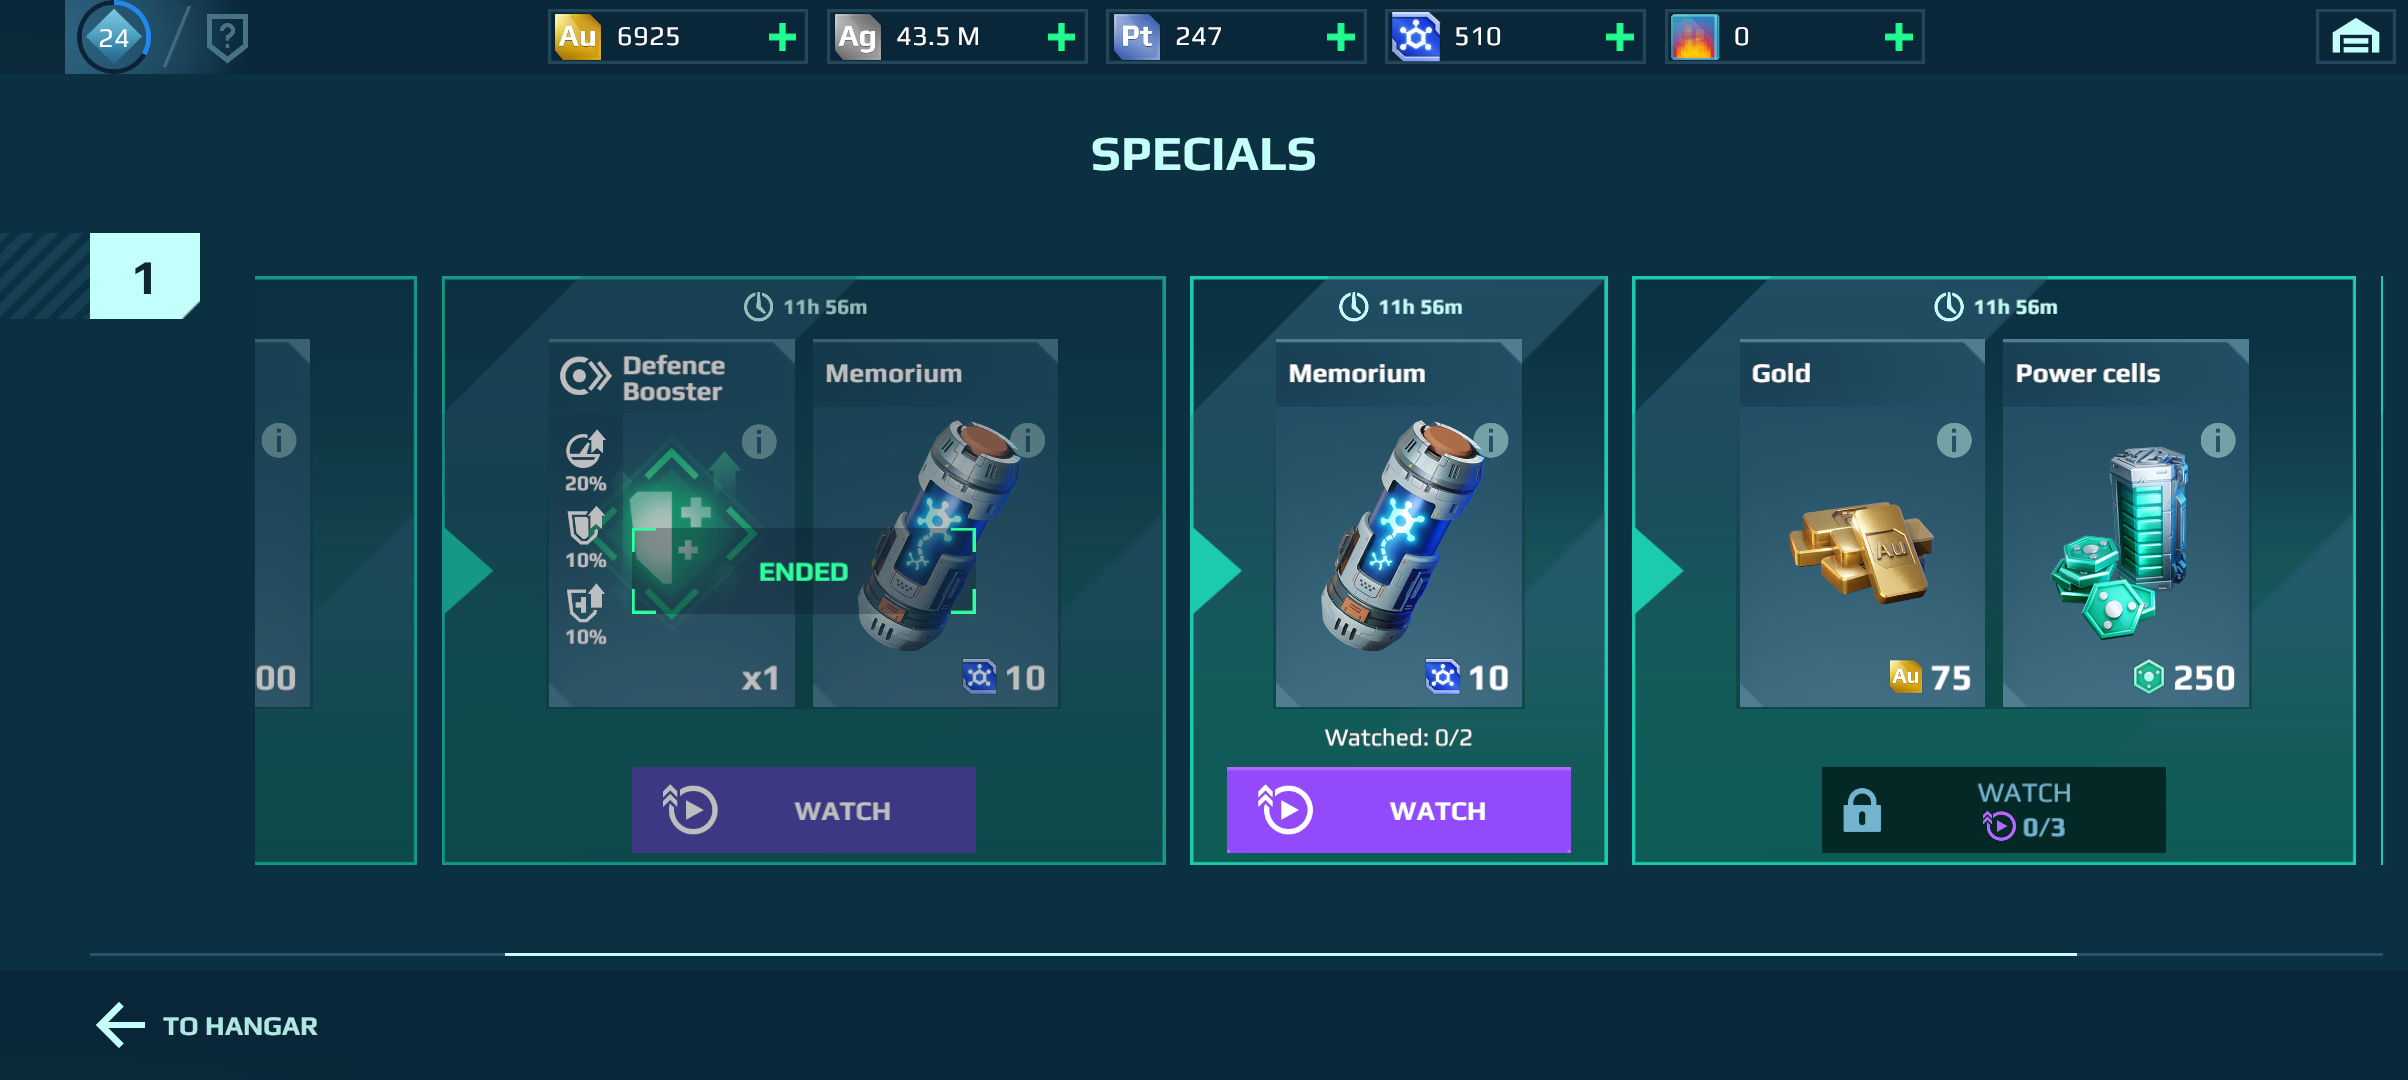 24
?
Au 6925
Ag 43.5 M
Pt 247
510
0
SPECIALS
1
00
11h 56m
Defence
Booster
20%
10%
10%
x1
Memorium
10
ENDED
WATCH
11h 56m
Memorium
10
Watched: 0/2
WATCH
11h 56m
Gold
Au
Au 75
Power cells
250
WATCH
0/3
TO HANGAR